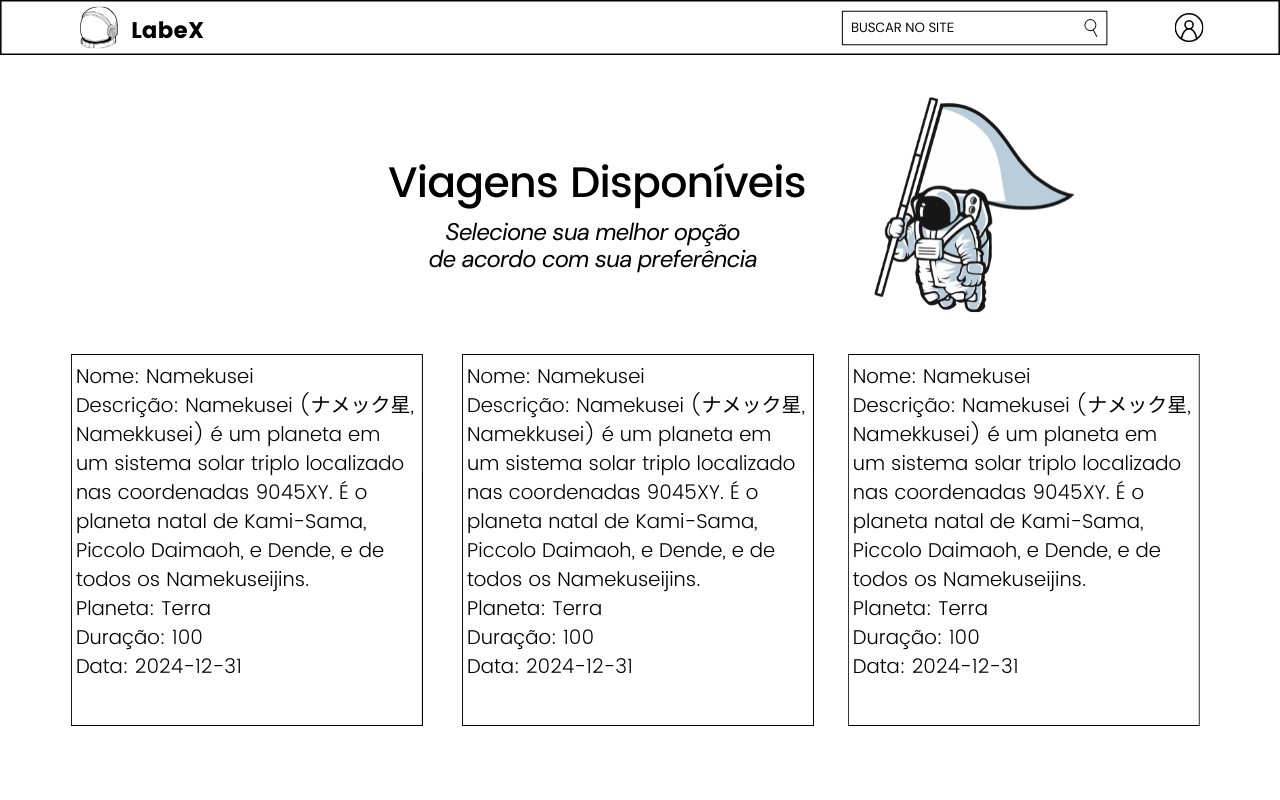 LabeX
BUSCAR NO SITE
Viagens Disponíveis
Selecione sua melhor opção
de acordo com sua preferência
Nome: Namekusei
Descrição: Namekusei (ナメック星,
Namekkusei) é um planeta em
um sistema solar triplo localizado
nas coordenadas 9045XY. É o
planeta natal de Kami-Sama,
Piccolo Daimaoh, e Dende, e de
todos os Namekuseijins.
Planeta: Terra
Duração: 100
Data: 2024-12-31
Nome: Namekusei
Descrição: Namekusei (ナメック星,
Namekkusei) é um planeta em
um sistema solar triplo localizado
nas coordenadas 9045XY. É o
planeta natal de Kami-Sama,
Piccolo Daimaoh, e Dende, e de
todos os Namekuseijins.
Planeta: Terra
Duração: 100
Data: 2024-12-31
Nome: Namekusei
Descrição: Namekusei (ナメック星,
Namekkusei) é um planeta em
um sistema solar triplo localizado
nas coordenadas 9045XY. É o
planeta natal de Kami-Sama,
Piccolo Daimaoh, e Dende, e de
todos os Namekuseijins.
Planeta: Terra
Duração: 100
Data: 2024-12-31